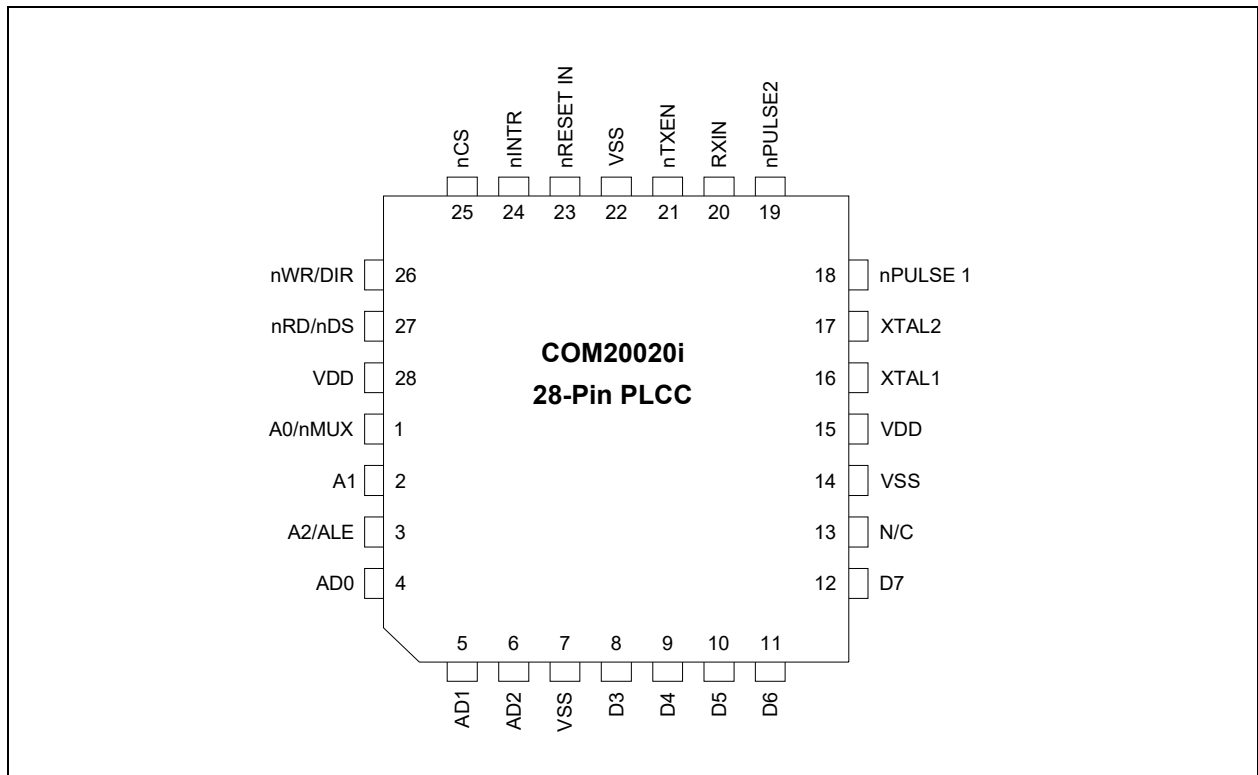 nCS
nINTR
nRESET IN
VSS
nTXEN
RXIN
nPULSE2
25 24 23 22 21 20 19
nWR/DIR 26
18 nPULSE 1
nRD/nDS 27
17 XTAL2
COM20020i
28-Pin PLCC
VDD 28
16 XTAL1
A0/nMUX 1
15 VDD
A1 2
14 VSS
A2/ALE 3
13 N/C
AD0 4
12 D7
5 6 7 8 9 10 11
AD1
AD2
VSS
D3
D4
D5
D6